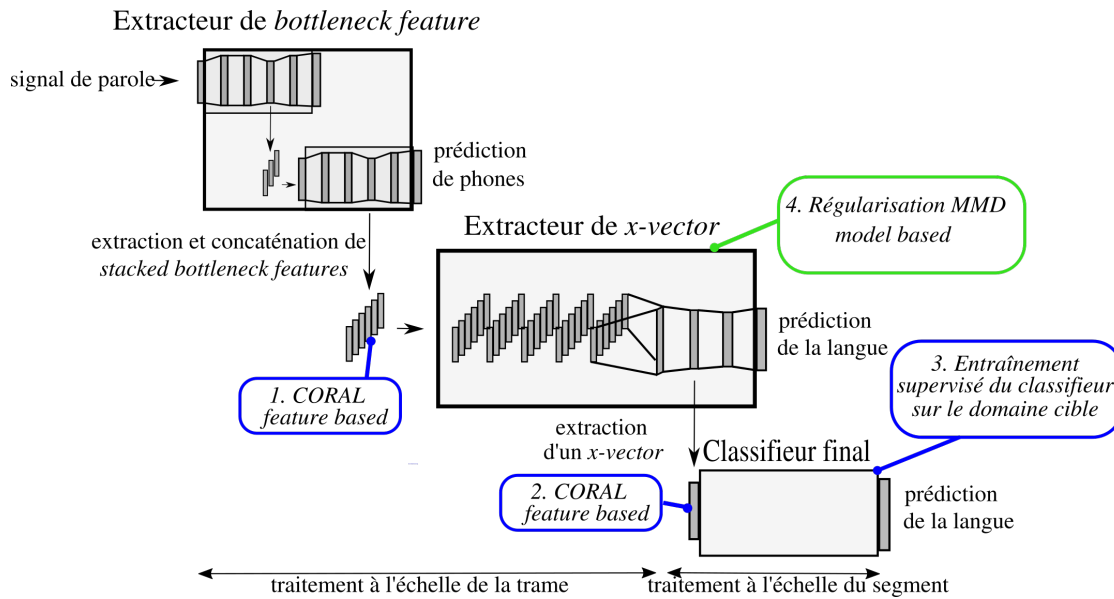 Extracteur de bottleneck feature
signal de parole
prédiction
de phones
extraction et concaténation de
stacked bottleneck features
Extracteur de x-vector
4. Régularisation MMD
model based
prédiction
de la langue
1. CORAL
feature based
3. Entraînement
supervisé du classifieur
sur le domaine cible
extraction
d'un x-vector
Classifieur final
2. CORAL
feature based
prédiction
de la langue
traitement à l'échelle de la trame
traitement à l'échelle du segment